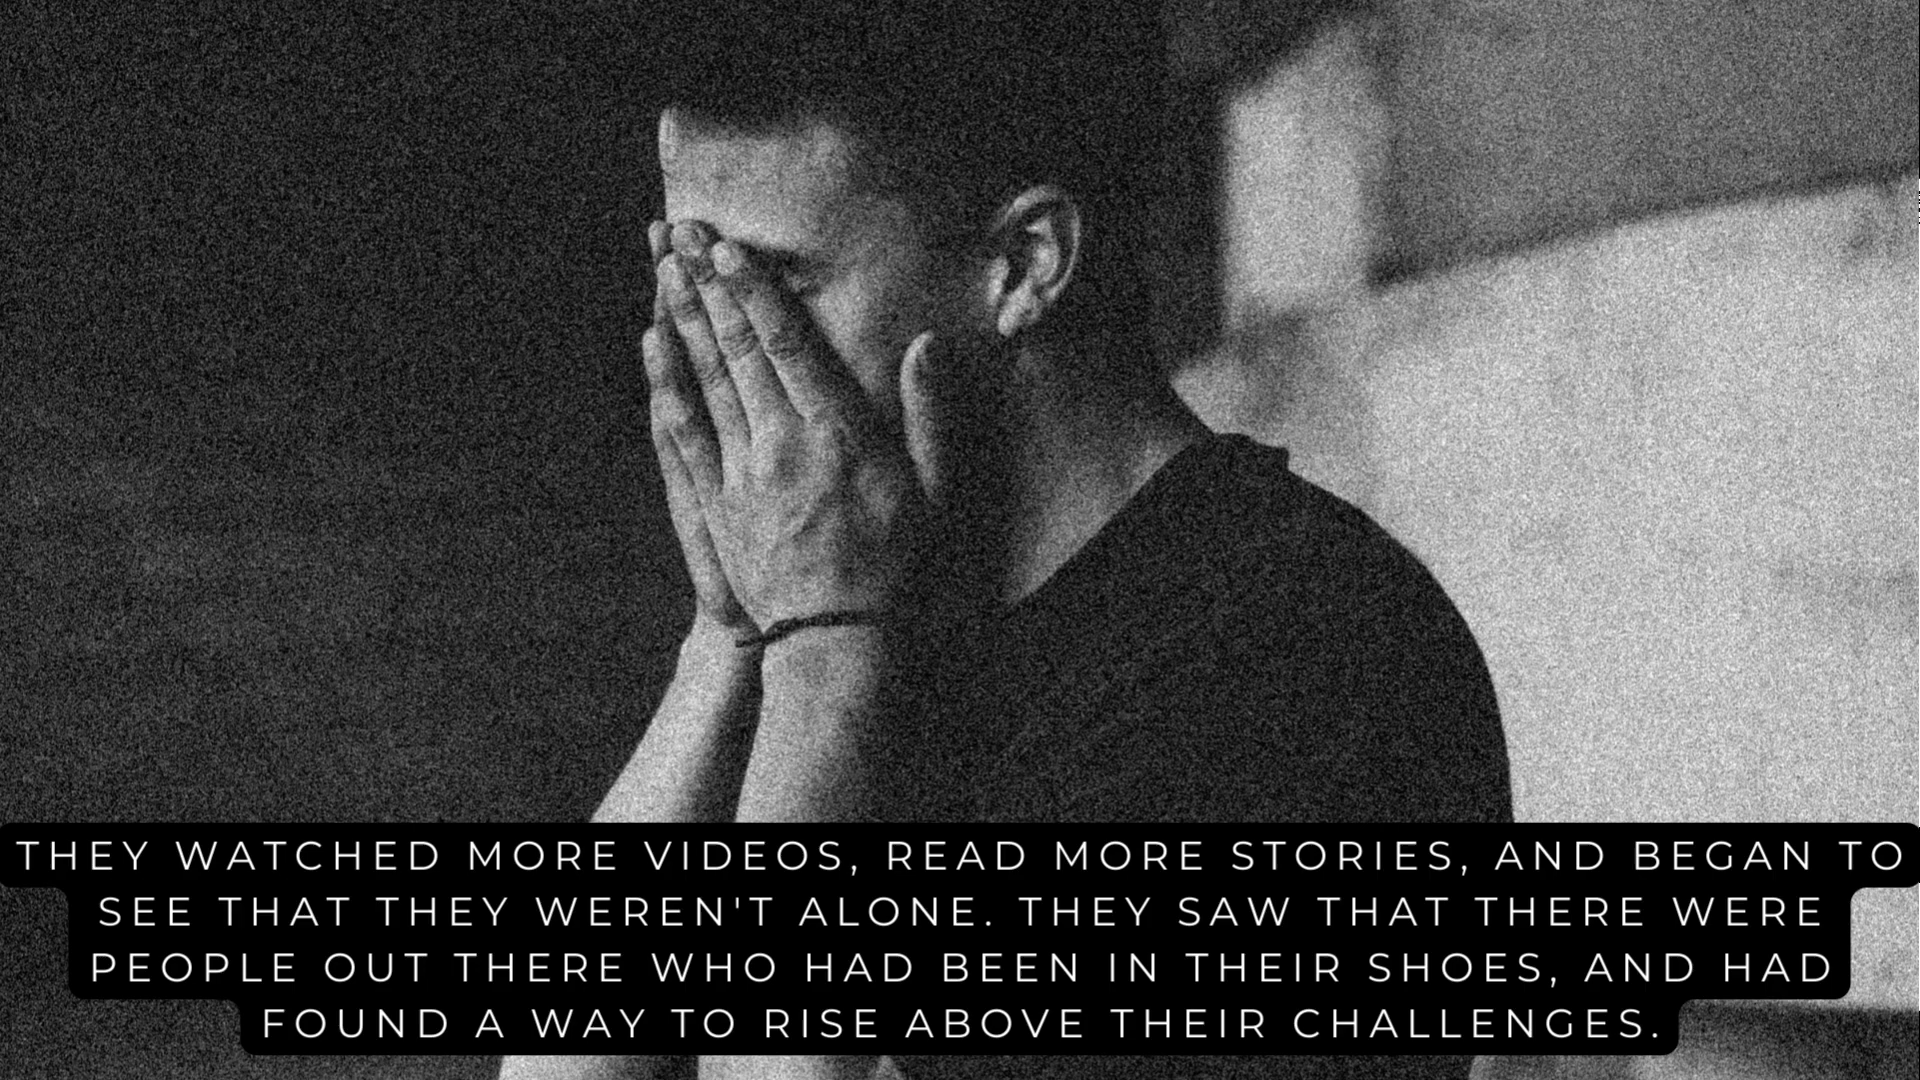 THEY WATCHED MORE VIDEOS, READ MORE STORIES, AND BEGAN TO
SEE THAT THEY WEREN'T ALONE. THEY SAW THAT THERE WERE
PEOPLE OUT THERE WHO HAD BEEN IN THEIR SHOES, AND HAD
FOUND A WAY TO RISE ABOVE THEIR CHALLENGES.